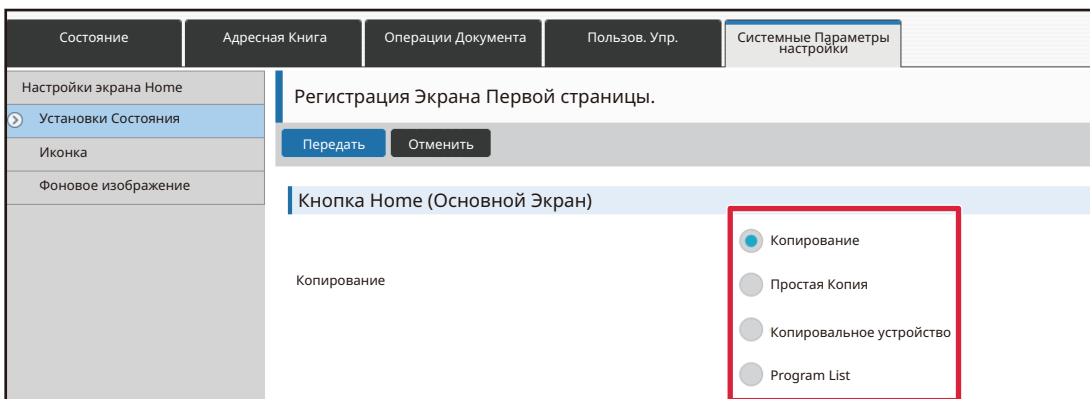 Состояние
Адресная Книга
Операции Документа
Пользов. Упр.
Системные Параметры
настройки
Настройки экрана Home
Установки Состояния
Иконка
Фоновое изображение
Регистрация Экрана Первой страницы.
Передать
Отменить
Кнопка Home (Основной Экран)
Копирование
Копирование
Простая Копия
Копировальное устройство
Program List